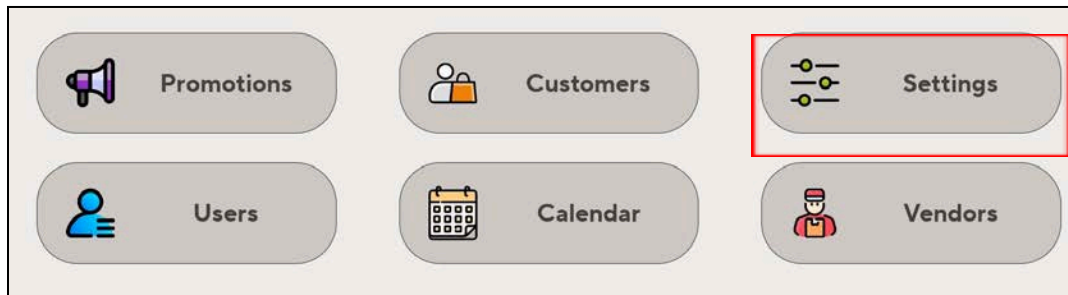 Promotions
Customers
Settings
Users
Calendar
Vendors